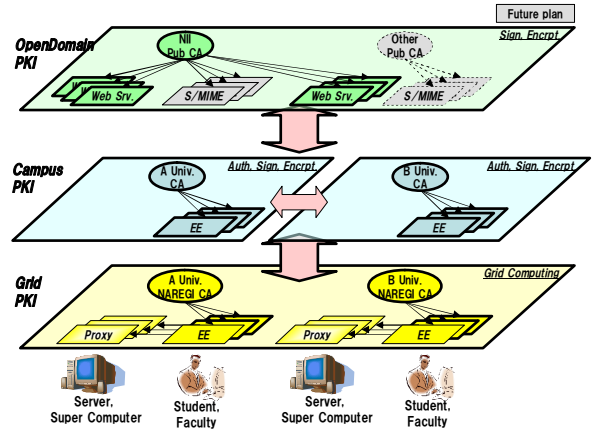 Future plan
OpenDomain
PKI
NII
Pub CA
Other
Pub CA
Sign. Encrpt
Web Srv.
S/MIME
Web Srv.
S/MIME
Campus
PKI
A Univ.
CA
Auth. Sign. Encrpt.
B Univ.
CA
Auth. Sign. Encrpt
EE
EE
Grid
PKI
A Univ.
NAREGI CA
B Univ.
NAREGI CA
Grid Computing
Proxy
EE
Proxy
EE
Server,
Super Computer
Student,
Faculty
Server,
Super Computer
Student,
Faculty